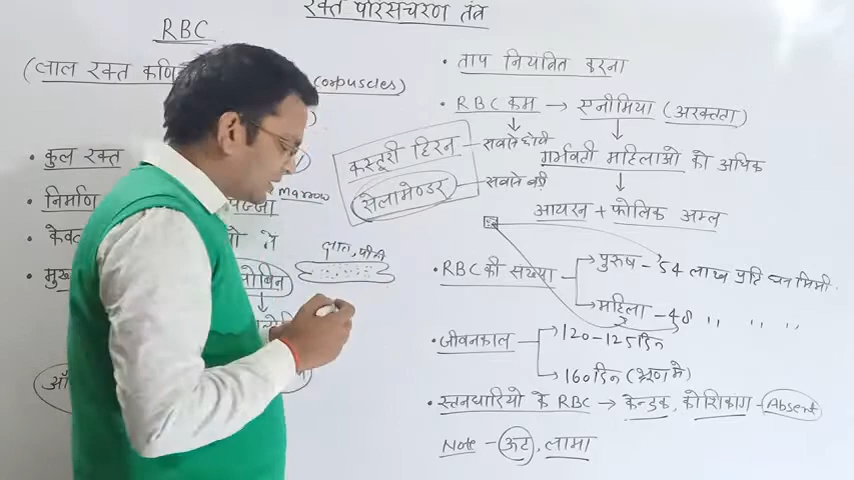 रक्त परिसंचरण तंत्र
RBC
(लाल रक्त कणि
Corpuscles)
• कुल रक्त
• निर्माण
marrow
मज्जा
• केवल
में
• मुख
ग्लोबिन
ऑ
• ताप नियंत्रित करना
• RBC कम → एनीमिया (अरक्तता)
कस्तूरी हिरन – सबसे छोटी
सेलामेण्डर – सबसे बड़ी
गर्भवती महिलाओं को अधिक
आयरन + फोलिक अम्ल
• RBC की संख्या
पुरुष – 54 लाख प्रति घन मिमी.
महिला – 48 " " "
• जीवनकाल
120 – 125 दिन
160 दिन (भ्रूण में)
• स्तनधारियों के RBC → केन्द्रक, कोशिकांग – Absent
Note – ऊंट, लामा